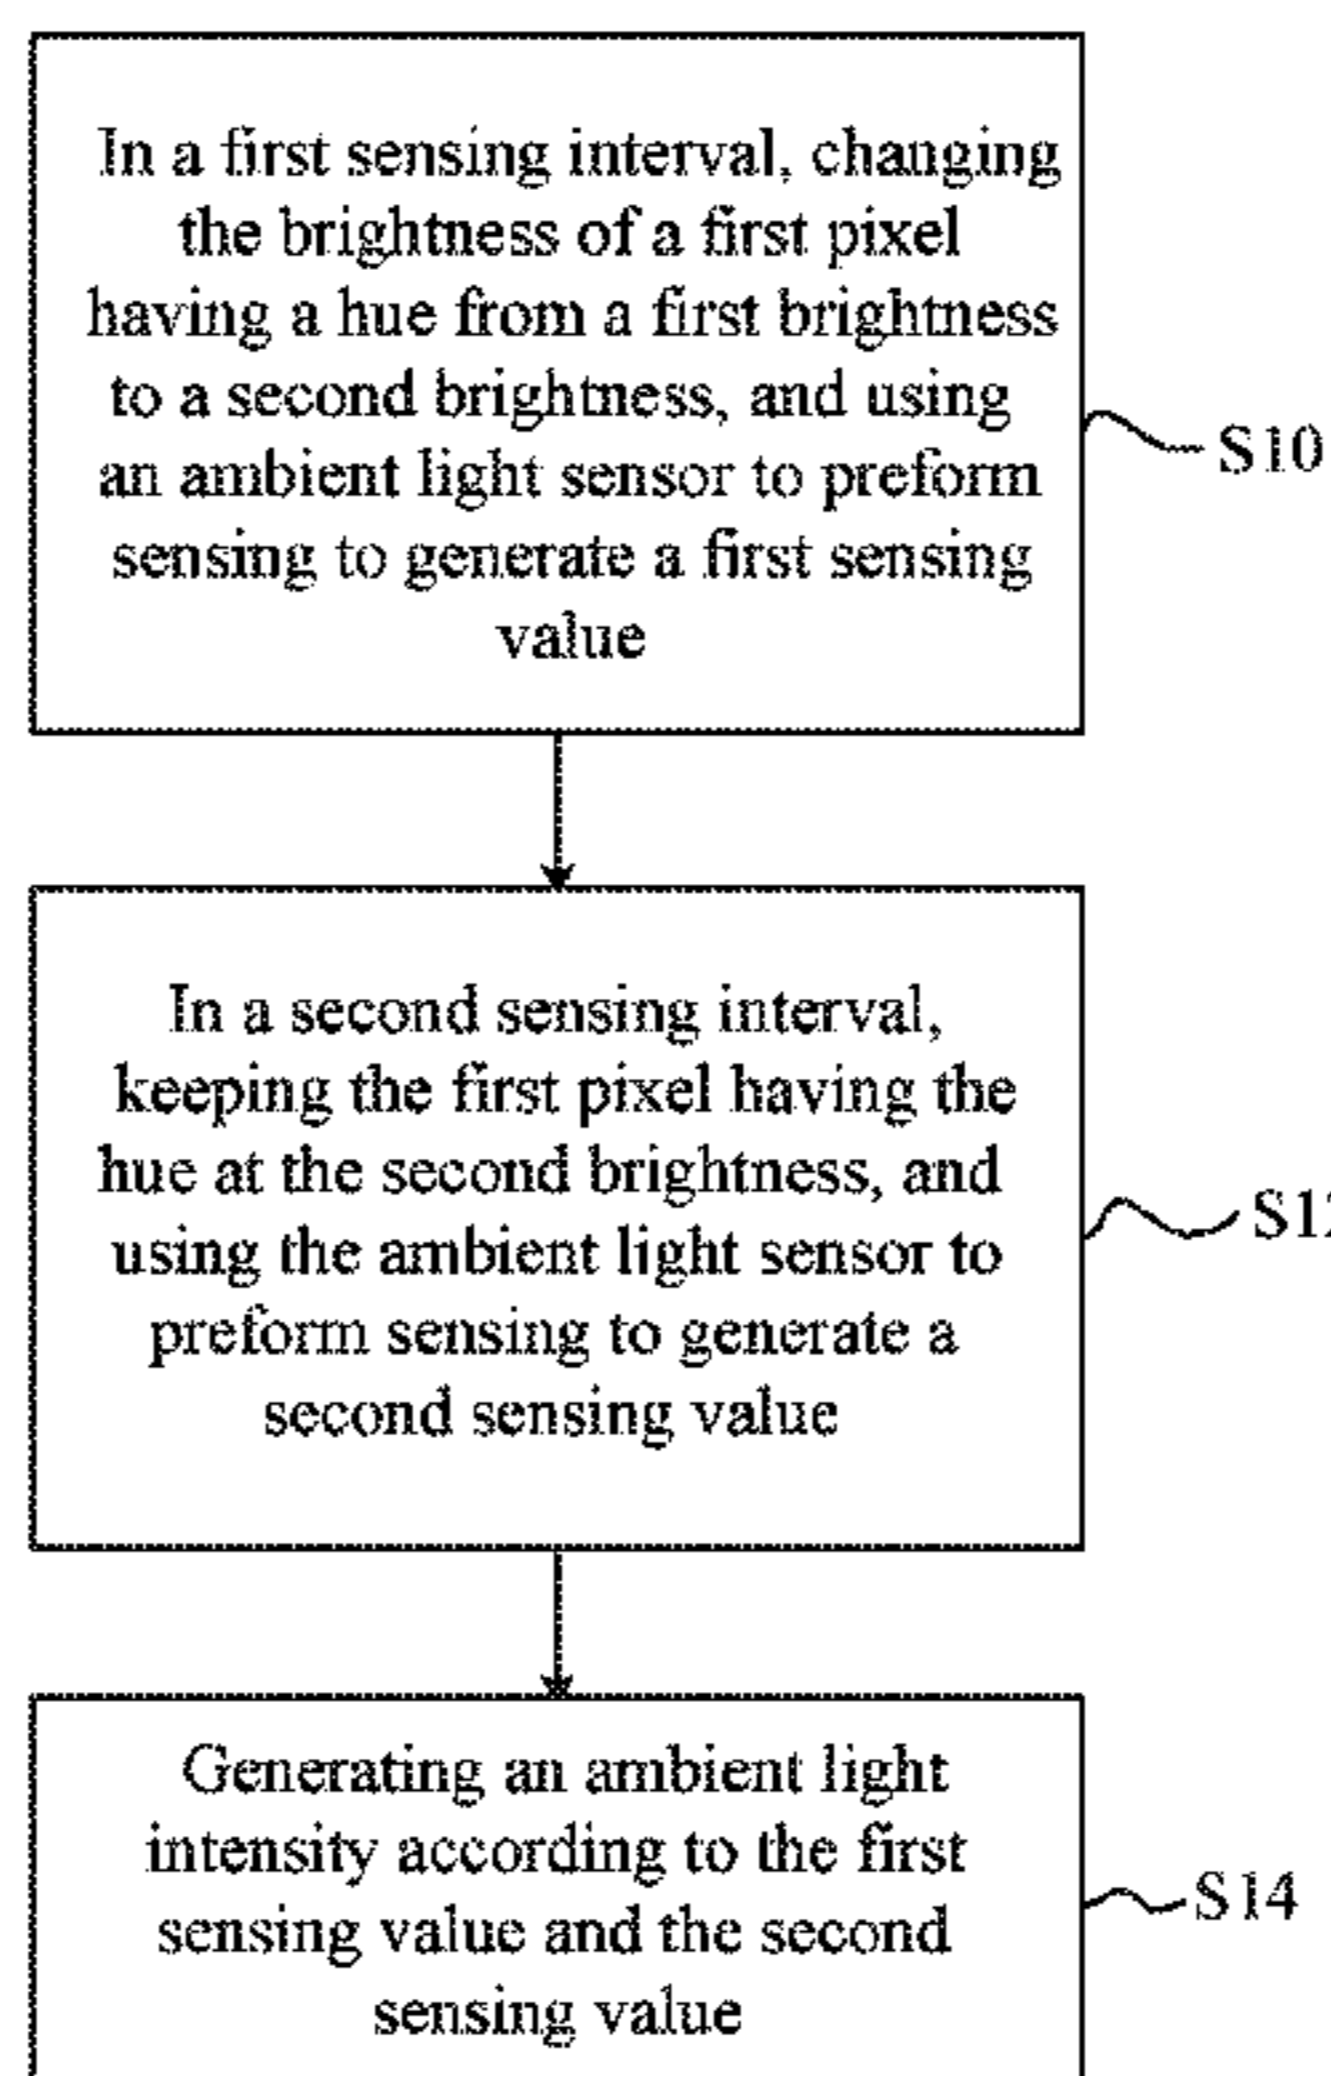 In a first sensing interval, changing
the brightness of a first pixel
having a hue from a first brightness
to a second brightness, and using
an ambient light sensor to preform
sensing to generate a first sensing
value
S10
In a second sensing interval,
keeping the first pixel having the
hue at the second brightness, and
using the ambient light sensor to
preform sensing to generate a
second sensing value
S12
Generating an ambient light
intensity according to the first
sensing value and the second
sensing value
S14